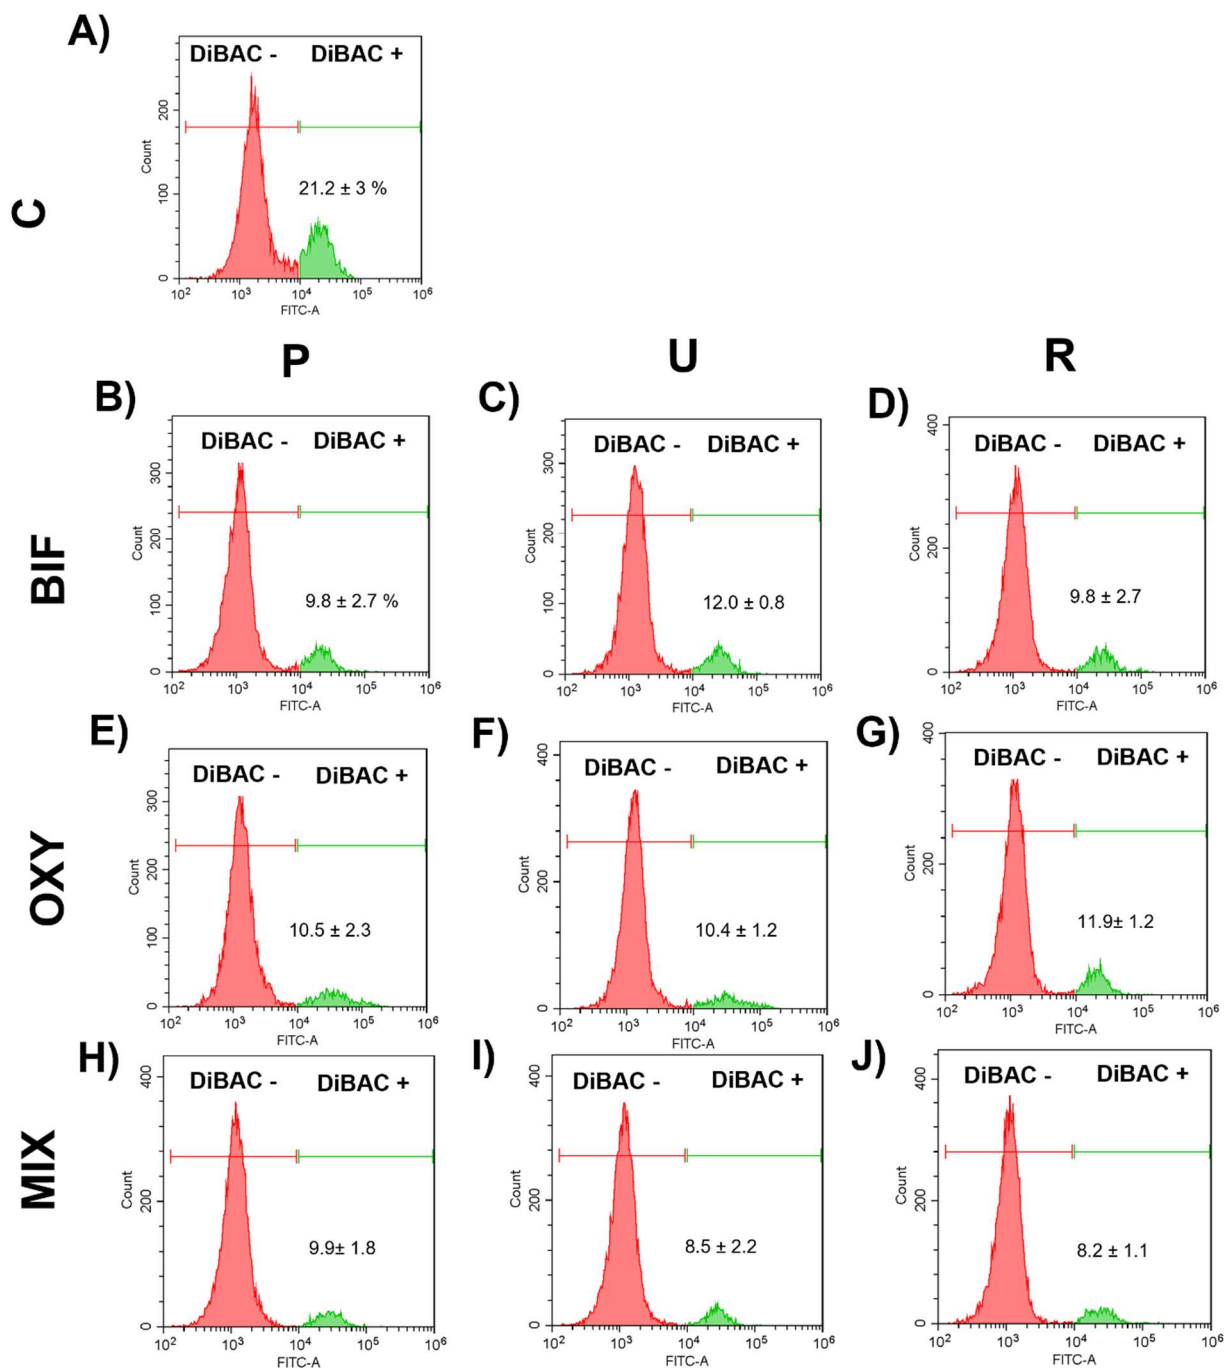 A)
DiBAC - DiBAC +
200
100
0
Count
21.2 ± 3 %
10² 10³ 10⁴ 10⁵ 10⁶
FITC-A
C
P U R
B)
DiBAC - DiBAC +
300
200
100
0
Count
9.8 ± 2.7 %
10² 10³ 10⁴ 10⁵ 10⁶
FITC-A
C)
DiBAC - DiBAC +
300
200
100
0
Count
12.0 ± 0.8
10² 10³ 10⁴ 10⁵ 10⁶
FITC-A
D)
DiBAC - DiBAC +
400
200
0
Count
9.8 ± 2.7
10² 10³ 10⁴ 10⁵ 10⁶
FITC-A
BIF
E)
DiBAC - DiBAC +
300
200
100
0
Count
10.5 ± 2.3
10² 10³ 10⁴ 10⁵ 10⁶
FITC-A
F)
DiBAC - DiBAC +
400
200
0
Count
10.4 ± 1.2
10² 10³ 10⁴ 10⁵ 10⁶
FITC-A
G)
DiBAC - DiBAC +
400
200
0
Count
11.9± 1.2
10² 10³ 10⁴ 10⁵ 10⁶
FITC-A
OXY
H)
DiBAC - DiBAC +
400
200
0
Count
9.9± 1.8
10² 10³ 10⁴ 10⁵ 10⁶
FITC-A
I)
DiBAC - DiBAC +
400
200
0
Count
8.5 ± 2.2
10² 10³ 10⁴ 10⁵ 10⁶
FITC-A
J)
DiBAC - DiBAC +
400
200
0
Count
8.2 ± 1.1
10² 10³ 10⁴ 10⁵ 10⁶
FITC-A
MIX